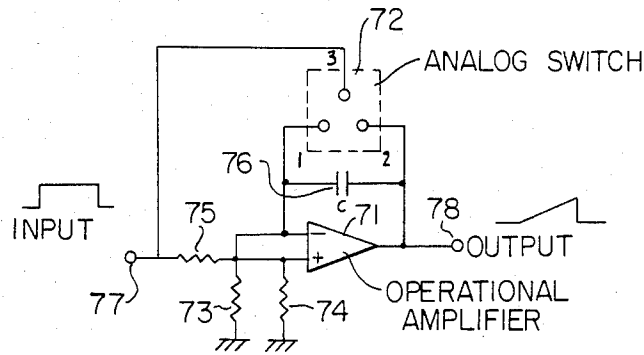 72
3
ANALOG SWITCH
1
2
76
C
INPUT
75
71
78
OUTPUT
77
73
74
OPERATIONAL
AMPLIFIER